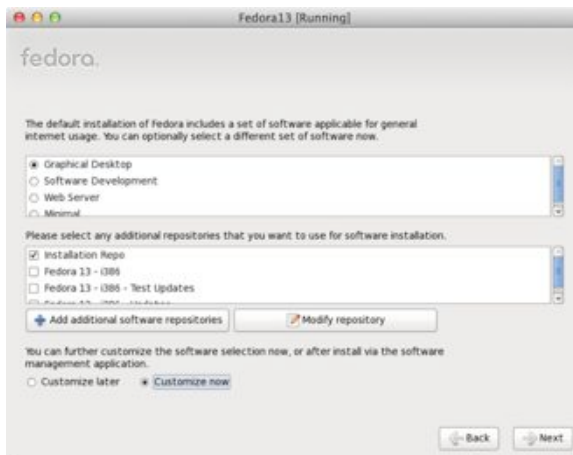 Fedora13 [Running]
fedora.
The default installation of Fedora includes a set of software applicable for general
internet usage. You can optionally select a different set of software now.
Graphical Desktop
Software Development
Web Server
Minimal
Please select any additional repositories that you want to use for software installation.
Installation Repo
Fedora 13 - i386
Fedora 13 - i386 - Test Updates
Fedora 13 - i386 - Updates
Add additional software repositories
Modify repository
You can further customize the software selection now, or after install via the software
management application.
Customize later
Customize now
Back
Next